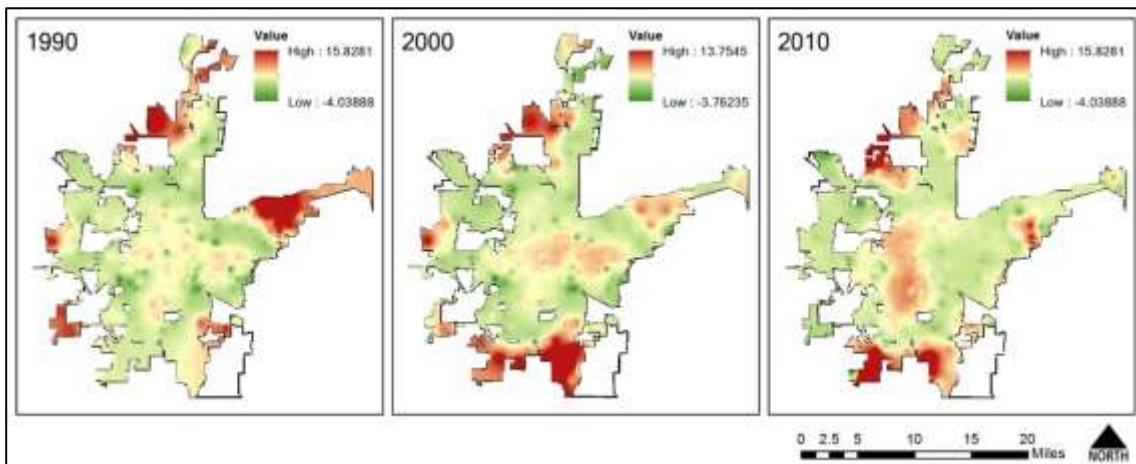 1990
Value
High : 15.8281
Low : -4.03888
2000
Value
High : 13.7545
Low : -3.76235
2010
Value
High : 15.8281
Low : -4.03888
0 2.5 5 10 15 20
Miles
NORTH